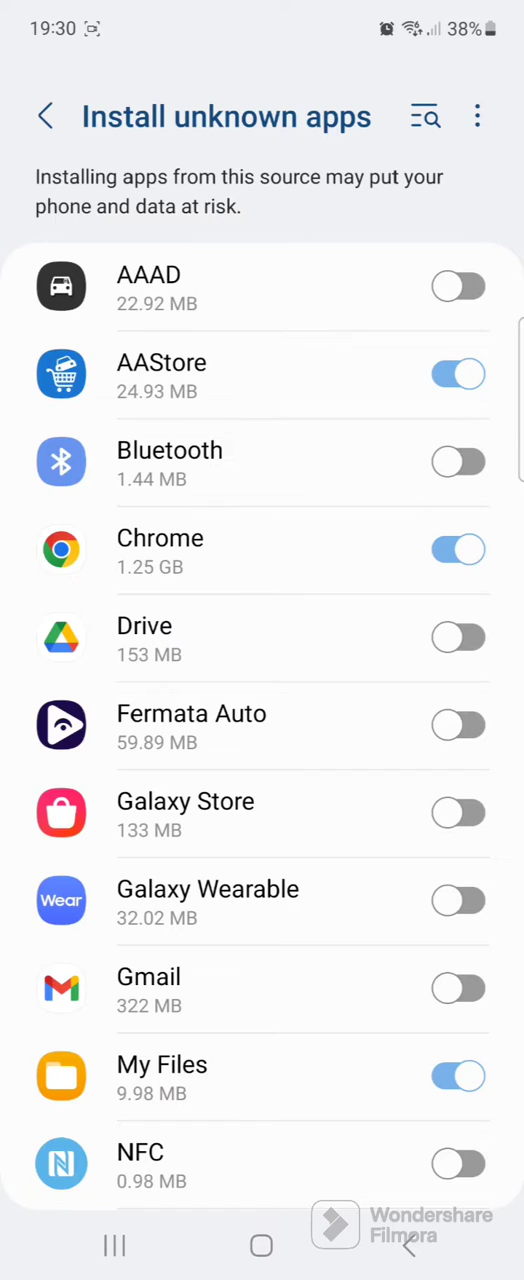 19:30
38%
Install unknown apps
Installing apps from this source may put your
phone and data at risk.
AAAD
22.92 MB
AAStore
24.93 MB
Bluetooth
1.44 MB
Chrome
1.25 GB
Drive
153 MB
Fermata Auto
59.89 MB
Galaxy Store
133 MB
Wear
Galaxy Wearable
32.02 MB
Gmail
322 MB
My Files
9.98 MB
NFC
0.98 MB
Wondershare
Filmora